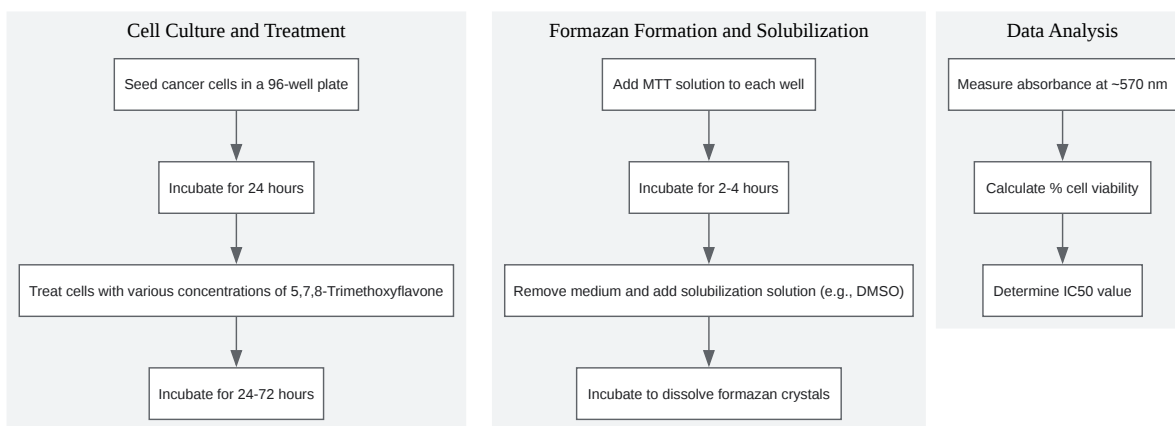 Cell Culture and Treatment
Seed cancer cells in a 96-well plate
Incubate for 24 hours
Treat cells with various concentrations of 5,7,8-Trimethoxyflavone
Incubate for 24-72 hours
Formazan Formation and Solubilization
Add MTT solution to each well
Incubate for 2-4 hours
Remove medium and add solubilization solution (e.g., DMSO)
Incubate to dissolve formazan crystals
Data Analysis
Measure absorbance at ~570 nm
Calculate % cell viability
Determine IC50 value